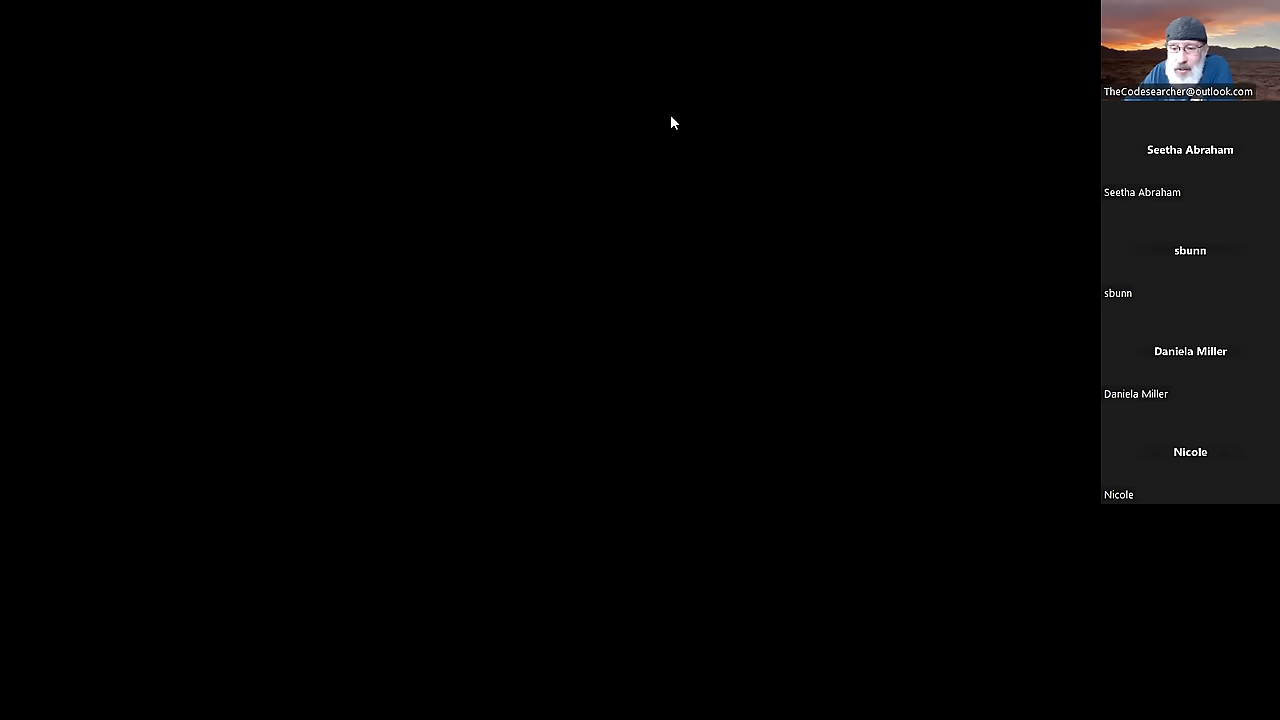 TheCodesearcher@outlook.com
Seetha Abraham
Seetha Abraham
sbunn
sbunn
Daniela Miller
Daniela Miller
Nicole
Nicole